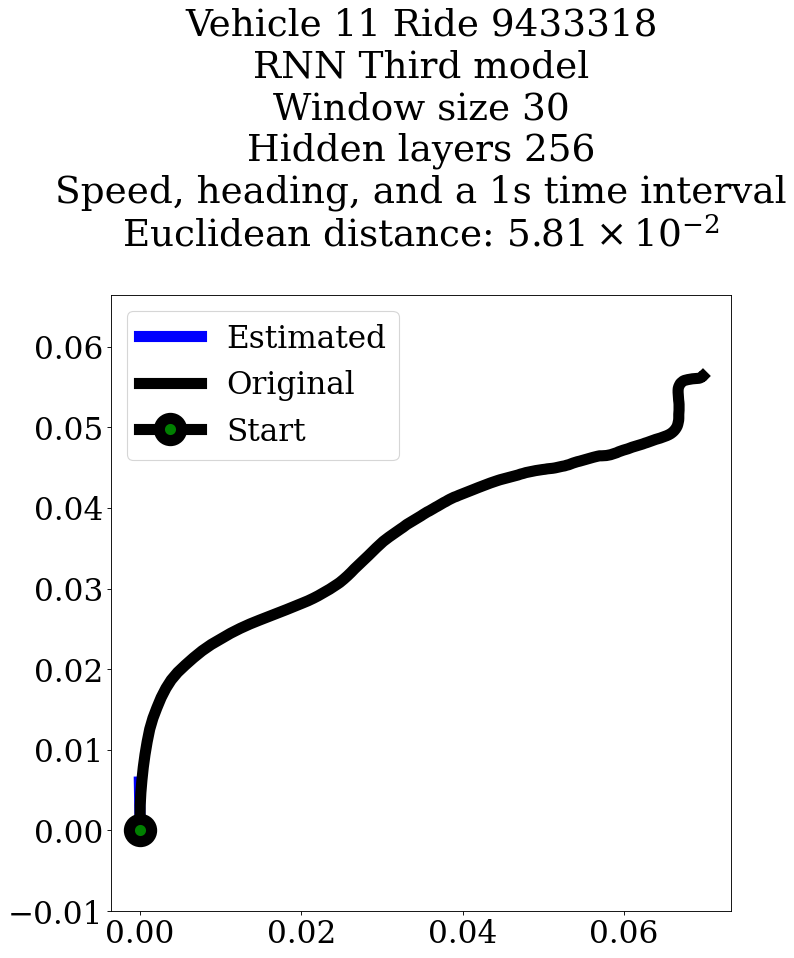 Vehicle 11 Ride 9433318
RNN Third model
Window size 30
Hidden layers 256
Speed, heading, and a 1s time interval
Euclidean distance: 5.81 × 10⁻²
Estimated
Original
Start
0.06
0.05
0.04
0.03
0.02
0.01
0.00
−0.01
0.00 0.02 0.04 0.06